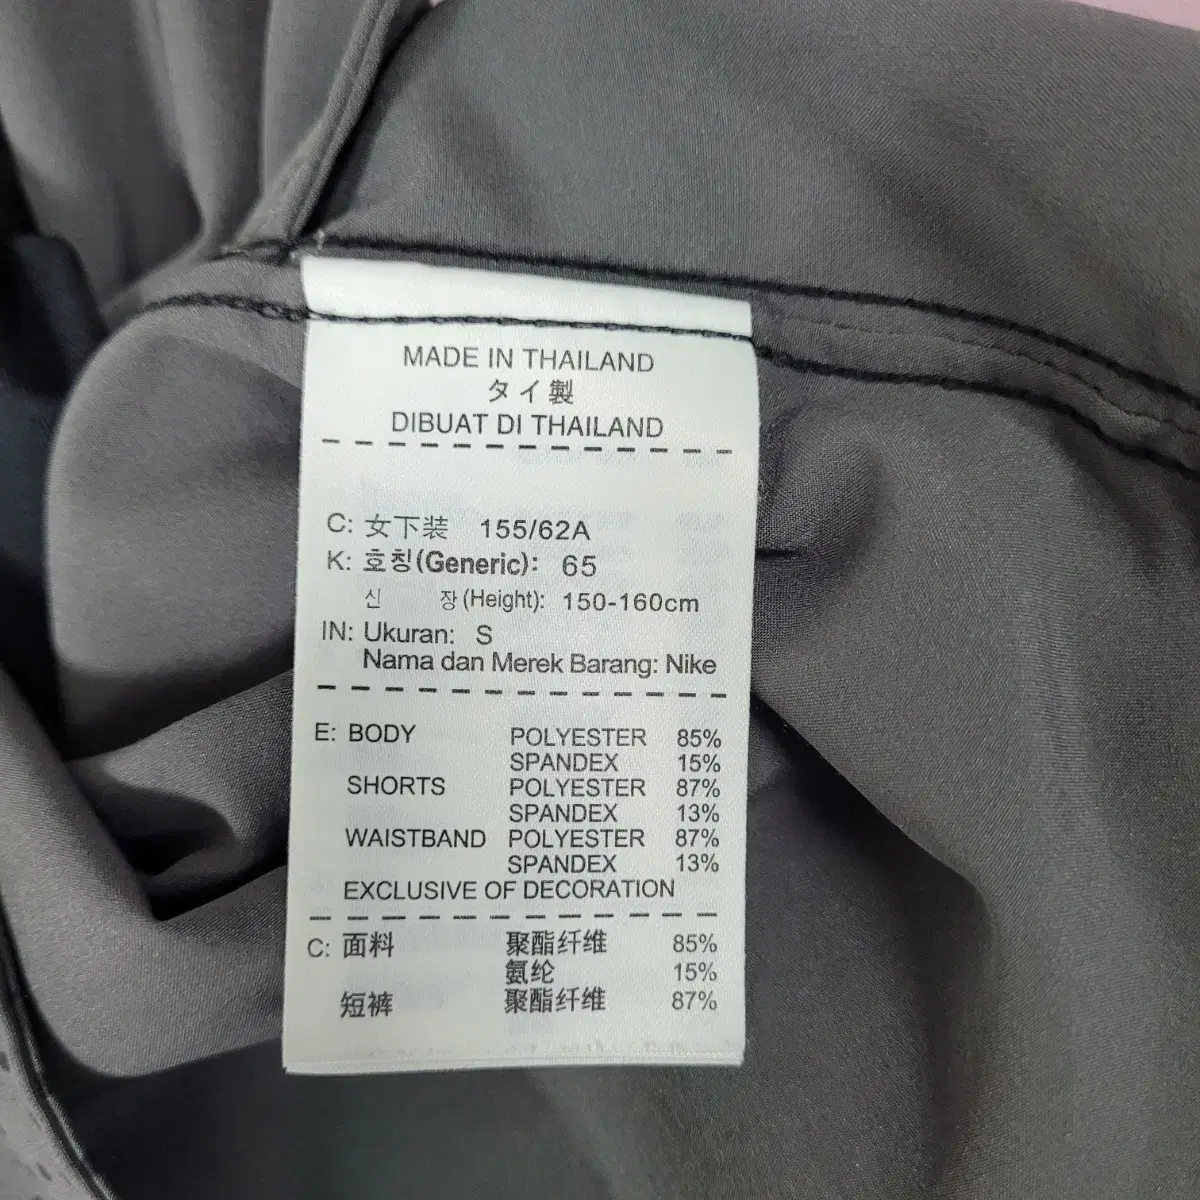 MADE IN THAILAND
タイ製
DIBUAT DI THAILAND
C: 女下装 155/62A
K: 호칭(Generic): 65
신 장(Height): 150-160cm
IN: Ukuran: S
Nama dan Merek Barang: Nike
E: BODY POLYESTER 85%
SPANDEX 15%
SHORTS POLYESTER 87%
SPANDEX 13%
WAISTBAND POLYESTER 87%
SPANDEX 13%
EXCLUSIVE OF DECORATION
C: 面料 聚酯纤维 85%
氨纶 15%
短裤 聚酯纤维 87%